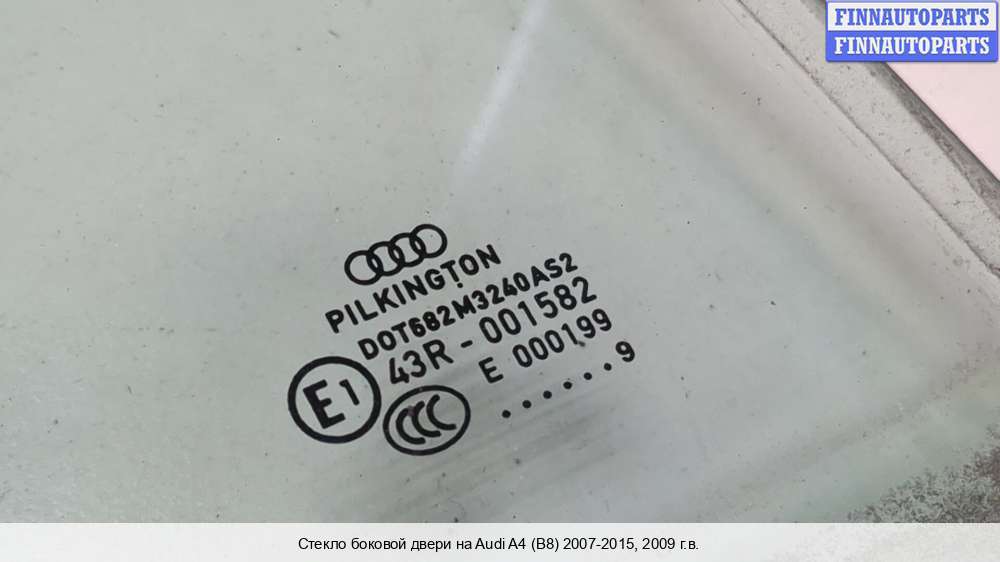 FINNAUTOPARTS
FINNAUTOPARTS
PILKINGTON
DOT682M3240AS2
43R - 001582
E 000199
E1
CCC
......9
Стекло боковой двери на Audi A4 (B8) 2007-2015, 2009 г.в.